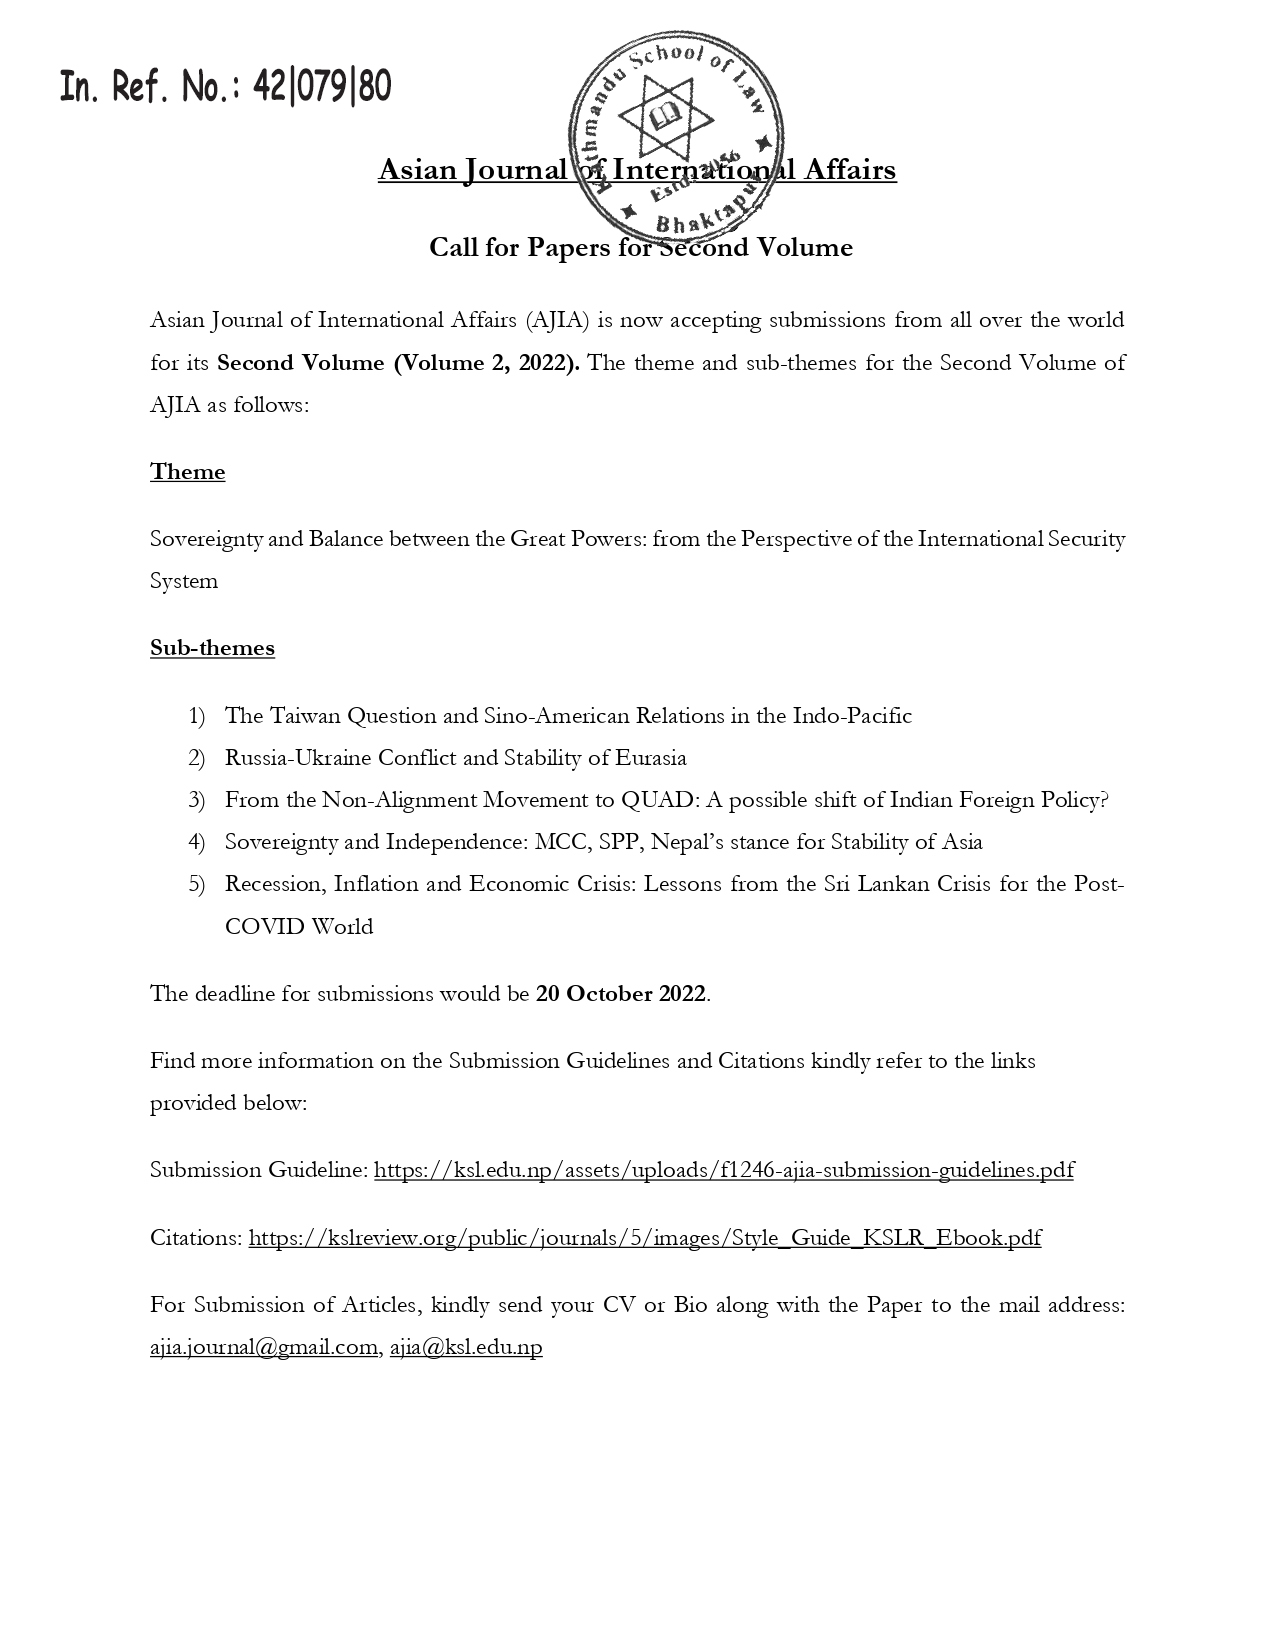 In. Ref. No.: 42|079|80
Kathmandu School of Law
Estd. 2056
Bhaktapur
Asian Journal of International Affairs
Call for Papers for Second Volume
Asian Journal of International Affairs (AJIA) is now accepting submissions from all over the world
for its Second Volume (Volume 2, 2022). The theme and sub-themes for the Second Volume of
AJIA as follows:
Theme
Sovereignty and Balance between the Great Powers: from the Perspective of the International Security
System
Sub-themes
1) The Taiwan Question and Sino-American Relations in the Indo-Pacific
2) Russia-Ukraine Conflict and Stability of Eurasia
3) From the Non-Alignment Movement to QUAD: A possible shift of Indian Foreign Policy?
4) Sovereignty and Independence: MCC, SPP, Nepal’s stance for Stability of Asia
5) Recession, Inflation and Economic Crisis: Lessons from the Sri Lankan Crisis for the Post-
COVID World
The deadline for submissions would be 20 October 2022.
Find more information on the Submission Guidelines and Citations kindly refer to the links
provided below:
Submission Guideline: https://ksl.edu.np/assets/uploads/f1246-ajia-submission-guidelines.pdf
Citations: https://kslreview.org/public/journals/5/images/Style_Guide_KSLR_Ebook.pdf
For Submission of Articles, kindly send your CV or Bio along with the Paper to the mail address:
ajia.journal@gmail.com, ajia@ksl.edu.np